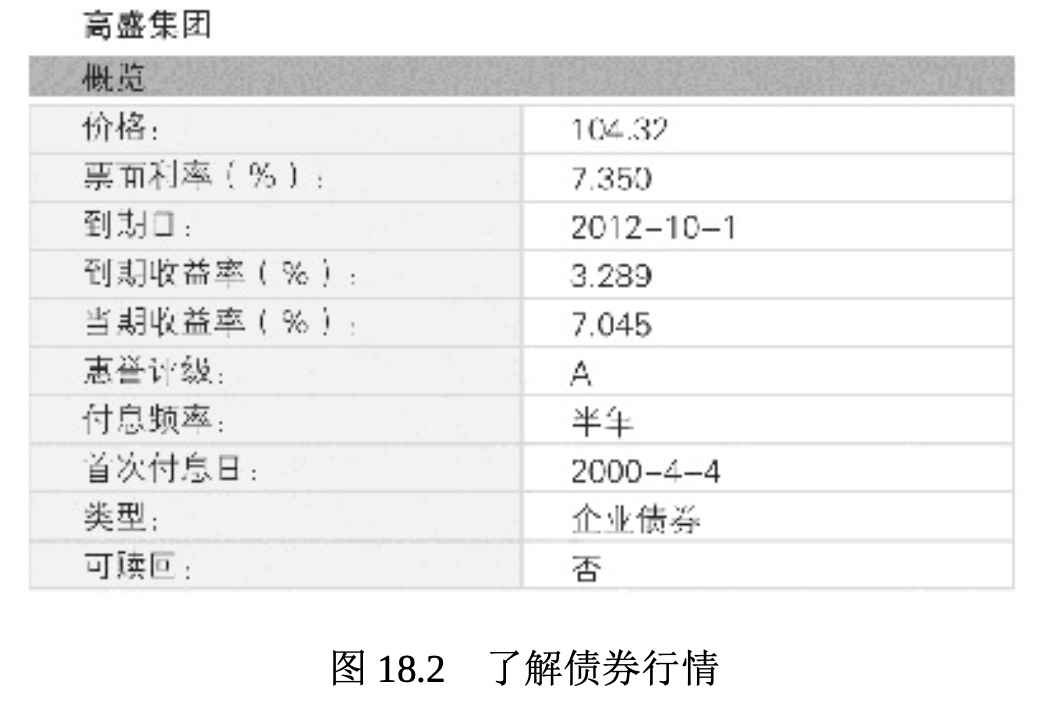 高盛集团
概览
价格： 104.32
票面利率（%）： 7.350
到期日： 2012-10-1
到期收益率（%）： 3.289
当期收益率（%）： 7.045
惠誉评级： A
付息频率： 半年
首次付息日： 2000-4-4
类型： 企业债券
可赎回： 否
图 18.2 了解债券行情